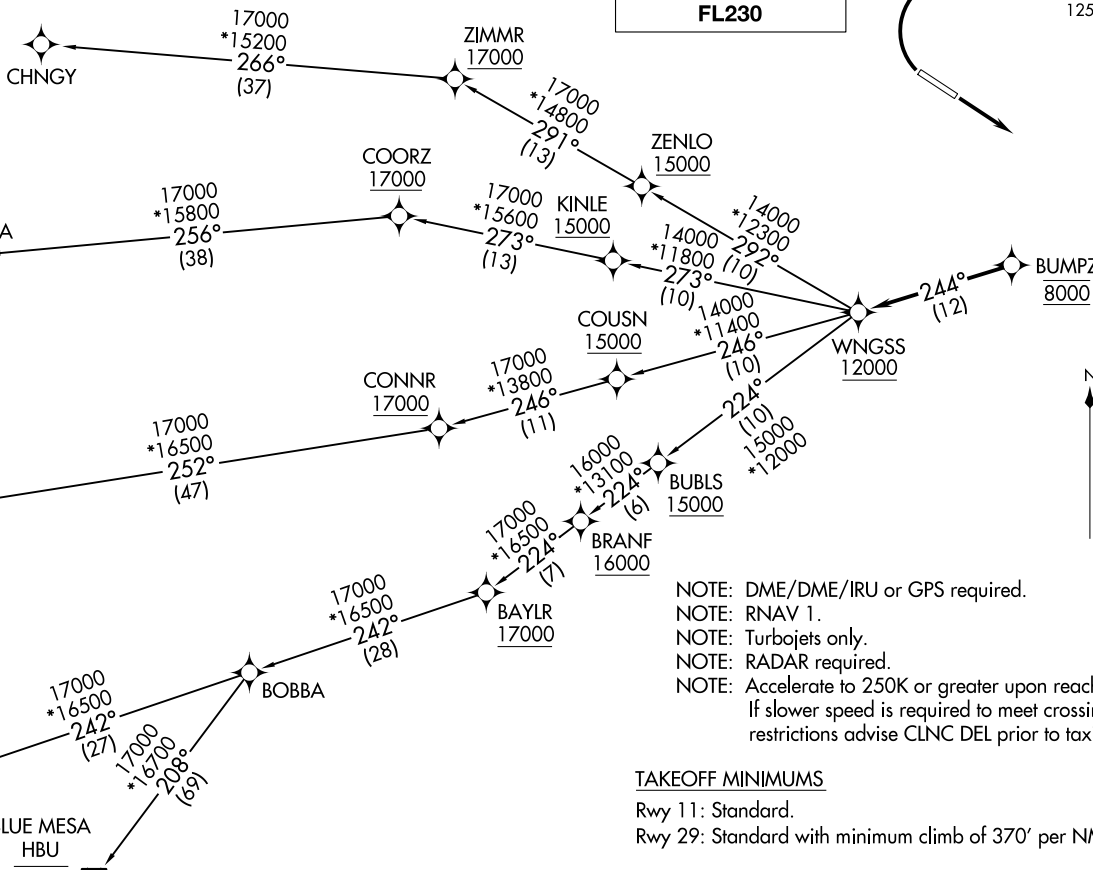 FL230
125
17000
*15200
266°
(37)
CHNGY
ZIMMR
17000
17000
*14800
291°
(13)
ZENLO
15000
COORZ
17000
17000
*15800
256°
(38)
A
17000
*15600
273°
(13)
KINLE
15000
14000
*12300
292°
(10)
14000
*11800
273°
(10)
BUMPZ
8000
244°
(12)
WNGSS
12000
COUSN
15000
14000
*11400
246°
(10)
N
CONNR
17000
17000
*13800
246°
(11)
224°
(10)
15000
*12000
17000
*16500
252°
(47)
16000
*13100
224°
(6)
BUBLS
15000
17000
*16500
224°
(7)
BRANF
16000
BAYLR
17000
17000
*16500
242°
(28)
BOBBA
17000
*16500
242°
(27)
17000
*16700
208°
(69)
LUE MESA
HBU
NOTE: DME/DME/IRU or GPS required.
NOTE: RNAV 1.
NOTE: Turbojets only.
NOTE: RADAR required.
NOTE: Accelerate to 250K or greater upon reach
If slower speed is required to meet crossin
restrictions advise CLNC DEL prior to tax
TAKEOFF MINIMUMS
Rwy 11: Standard.
Rwy 29: Standard with minimum climb of 370' per NM